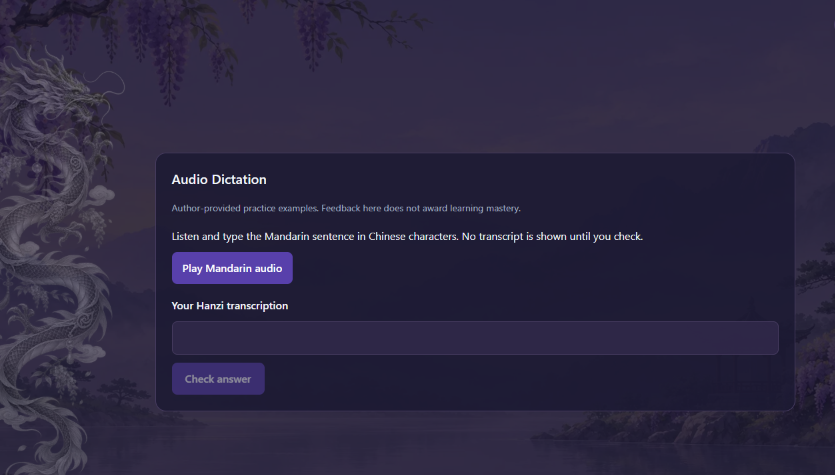 Audio Dictation
Author-provided practice examples. Feedback here does not award learning mastery.
Listen and type the Mandarin sentence in Chinese characters. No transcript is shown until you check.
Play Mandarin audio
Your Hanzi transcription
Check answer